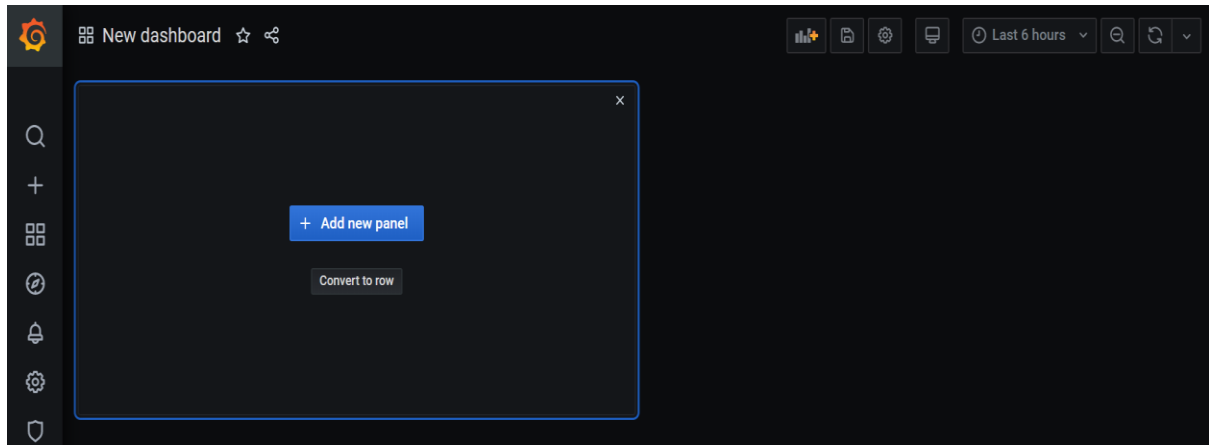 New dashboard
Last 6 hours
+ Add new panel
Convert to row